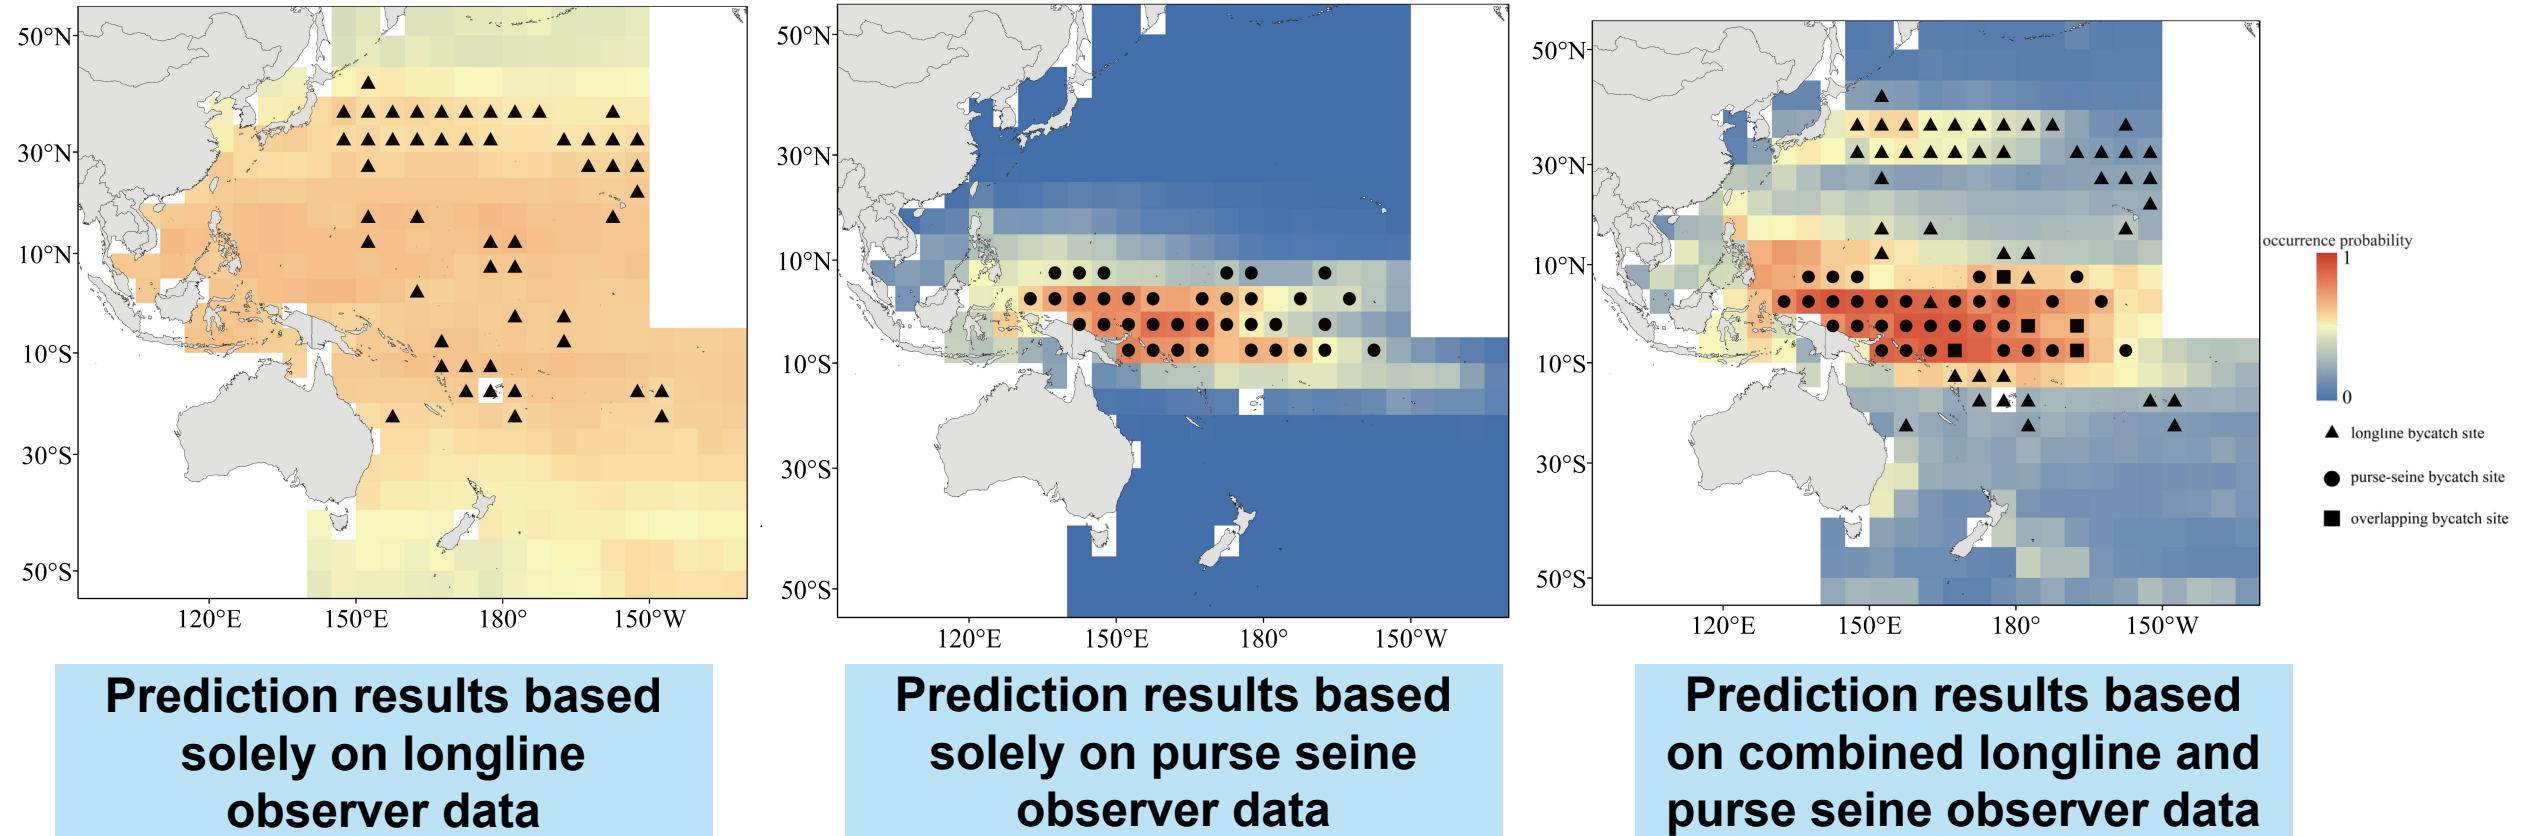 50°N
30°N
10°N
10°S
30°S
50°S
120°E
150°E
180°
150°W
50°N
30°N
10°N
10°S
30°S
50°S
120°E
150°E
180°
150°W
50°N
30°N
10°N
10°S
30°S
50°S
120°E
150°E
180°
150°W
occurrence probability
1
0
longline bycatch site
purse-seine bycatch site
overlapping bycatch site
Prediction results based
solely on longline
observer data
Prediction results based
solely on purse seine
observer data
Prediction results based
on combined longline and
purse seine observer data